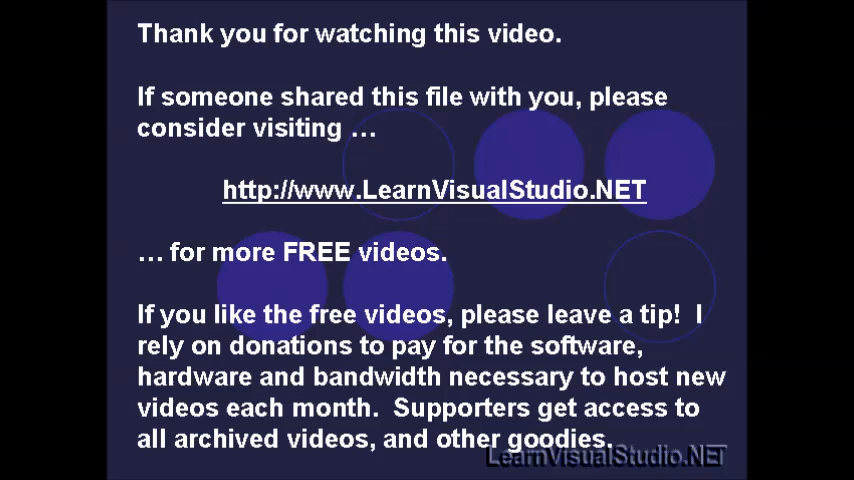 Thank you for watching this video.
If someone shared this file with you, please
consider visiting …
http://www.LearnVisualStudio.NET
… for more FREE videos.
If you like the free videos, please leave a tip!  I
rely on donations to pay for the software,
hardware and bandwidth necessary to host new
videos each month.  Supporters get access to
all archived videos, and other goodies.
LearnVisualStudio.NET